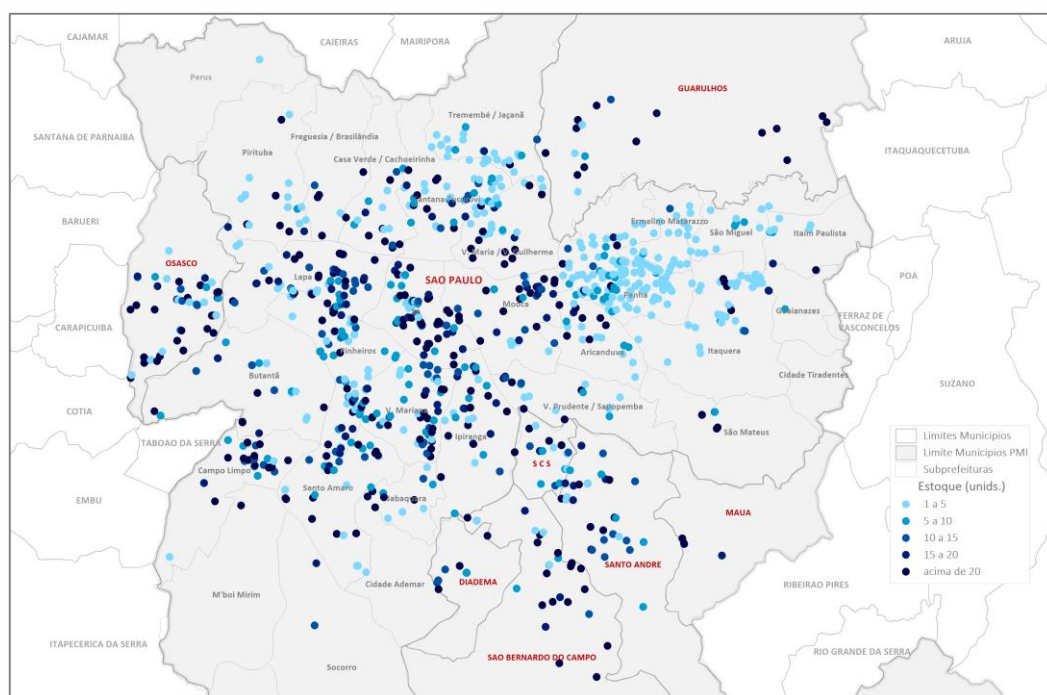 CAJAMAR
CAIEIRAS
MAIRIPORA
ARUJA
Perus
GUARULHOS
Tremembé / Jaçanã
SANTANA DE PARNAIBA
Freguesia / Brasilândia
Pirituba
Casa Verde / Cachoeirinha
ITAQUAQUECETUBA
BARUERI
Ermelino Matarazzo
São Miguel
Itaim Paulista
V. Maria / V. Guilherme
OSASCO
Lapa
SAO PAULO
POA
Penha
Mooca
Guaianazes
CARAPICUIBA
FERRAZ DE
VASCONCELOS
Pinheiros
Aricanduva
Itaquera
Butantã
Cidade Tiradentes
SUZANO
COTIA
V. Mariana
V. Prudente / Sapopemba
São Mateus
TABOAO DA SERRA
Ipiranga
Campo Limpo
S C S
Santo Amaro
EMBU
Jabaquara
MAUA
Limites Municipios
Limite Municipios PMI
Subprefeituras
Estoque (unids.)
1 a 5
5 a 10
10 a 15
15 a 20
acima de 20
SANTO ANDRE
Cidade Ademar
DIADEMA
RIBEIRAO PIRES
M'boi Mirim
ITAPECERICA DA SERRA
SAO BERNARDO DO CAMPO
RIO GRANDE DA SERRA
Socorro